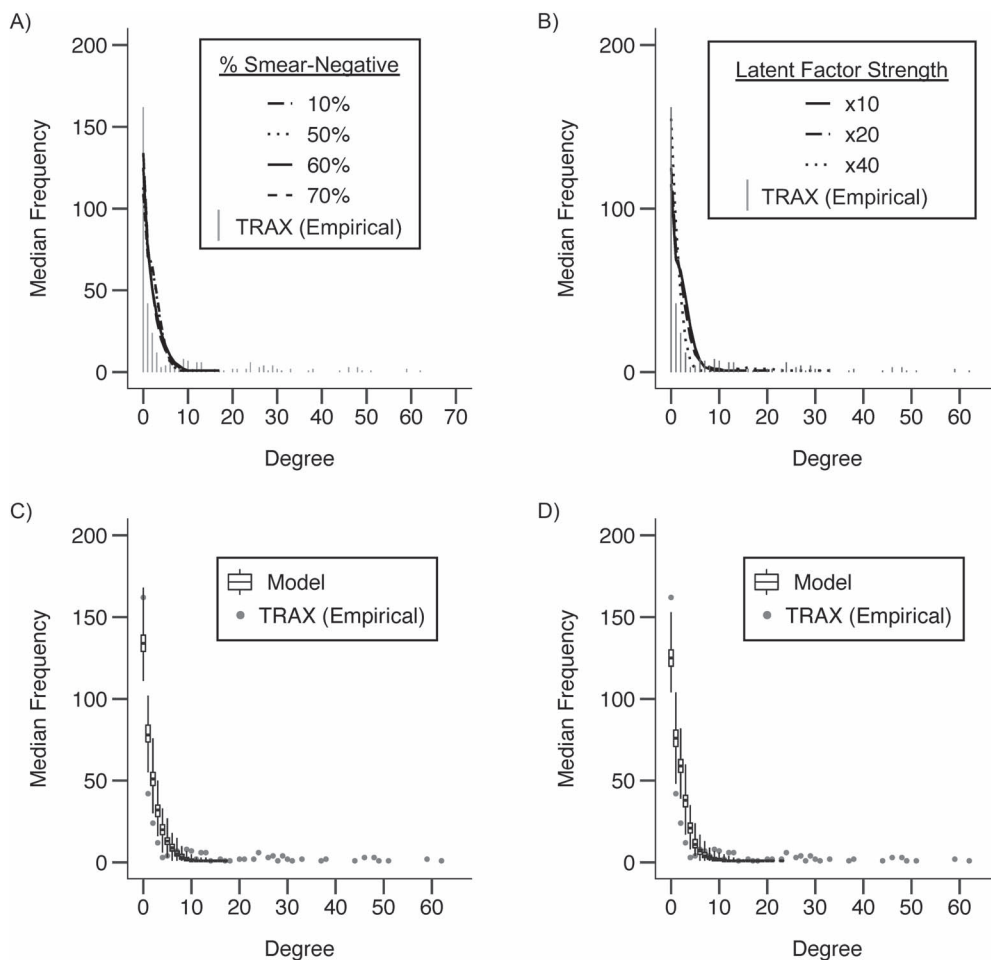 A)
200
150
100
50
0
Median Frequency
% Smear-Negative
10%
50%
60%
70%
TRAX (Empirical)
0 10 20 30 40 50 60 70
Degree
B)
200
150
100
50
0
Median Frequency
Latent Factor Strength
x10
x20
x40
TRAX (Empirical)
0 10 20 30 40 50 60
Degree
C)
200
150
100
50
0
Median Frequency
Model
TRAX (Empirical)
0 10 20 30 40 50 60
Degree
D)
200
150
100
50
0
Median Frequency
Model
TRAX (Empirical)
0 10 20 30 40 50 60
Degree